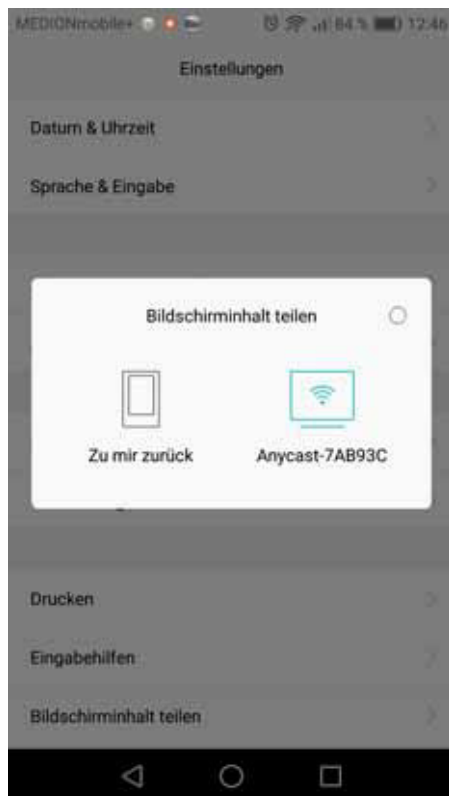 MEDIONmobile+ 84 % 12:46
Einstellungen
Datum & Uhrzeit
Sprache & Eingabe
Bildschirminhalt teilen
Zu mir zurück Anycast-7AB93C
Drucken
Eingabehilfen
Bildschirminhalt teilen